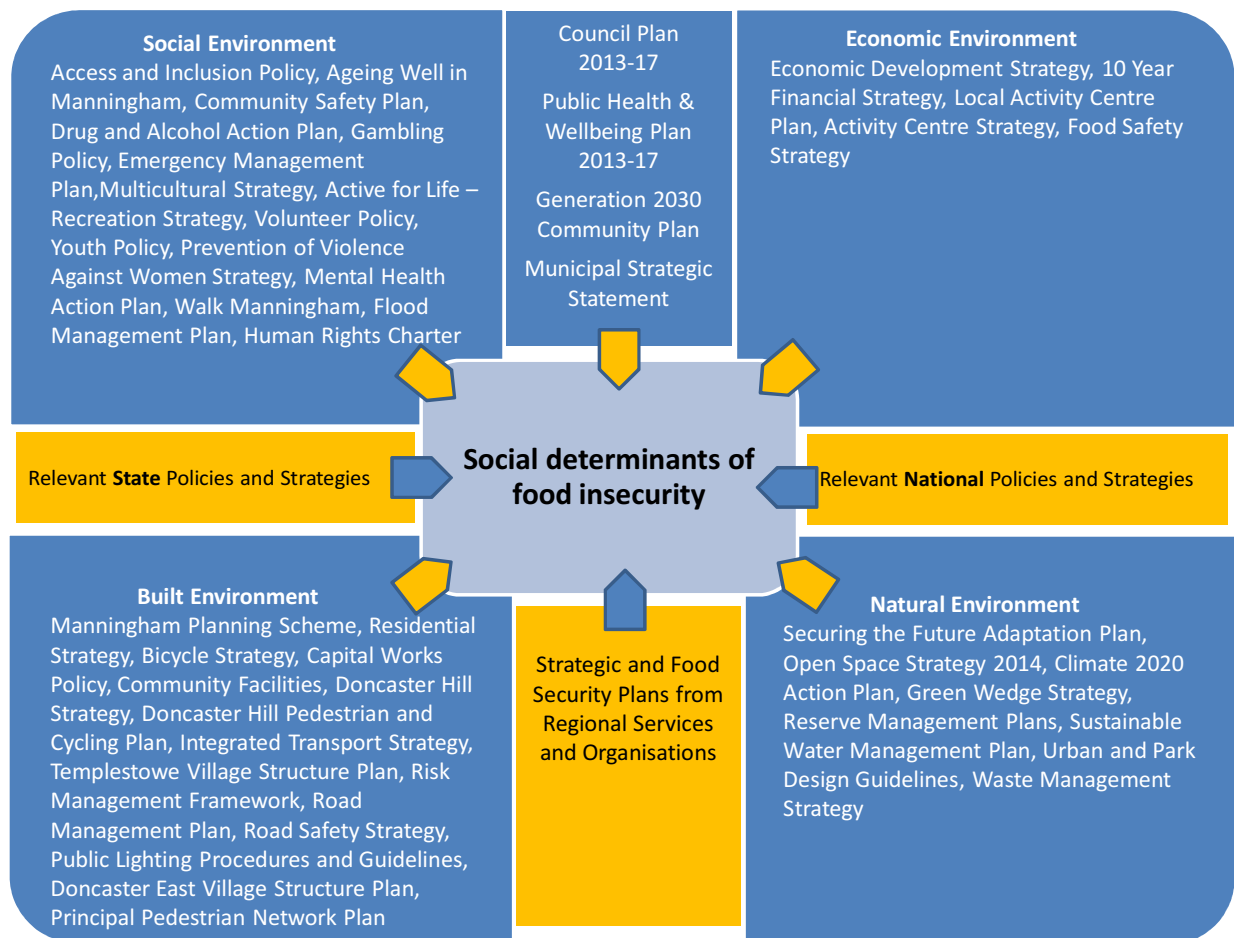 Social Environment
Access and Inclusion Policy, Ageing Well in
Manningham, Community Safety Plan,
Drug and Alcohol Action Plan, Gambling
Policy, Emergency Management
Plan,Multicultural Strategy, Active for Life –
Recreation Strategy, Volunteer Policy,
Youth Policy, Prevention of Violence
Against Women Strategy, Mental Health
Action Plan, Walk Manningham, Flood
Management Plan, Human Rights Charter
Council Plan
2013-17
Public Health &
Wellbeing Plan
2013-17
Generation 2030
Community Plan
Municipal Strategic
Statement
Economic Environment
Economic Development Strategy, 10 Year
Financial Strategy, Local Activity Centre
Plan, Activity Centre Strategy, Food Safety
Strategy
Relevant State Policies and Strategies
Social determinants of
food insecurity
Relevant National Policies and Strategies
Built Environment
Manningham Planning Scheme, Residential
Strategy, Bicycle Strategy, Capital Works
Policy, Community Facilities, Doncaster Hill
Strategy, Doncaster Hill Pedestrian and
Cycling Plan, Integrated Transport Strategy,
Templestowe Village Structure Plan, Risk
Management Framework, Road
Management Plan, Road Safety Strategy,
Public Lighting Procedures and Guidelines,
Doncaster East Village Structure Plan,
Principal Pedestrian Network Plan
Strategic and Food
Security Plans from
Regional Services
and Organisations
Natural Environment
Securing the Future Adaptation Plan,
Open Space Strategy 2014, Climate 2020
Action Plan, Green Wedge Strategy,
Reserve Management Plans, Sustainable
Water Management Plan, Urban and Park
Design Guidelines, Waste Management
Strategy